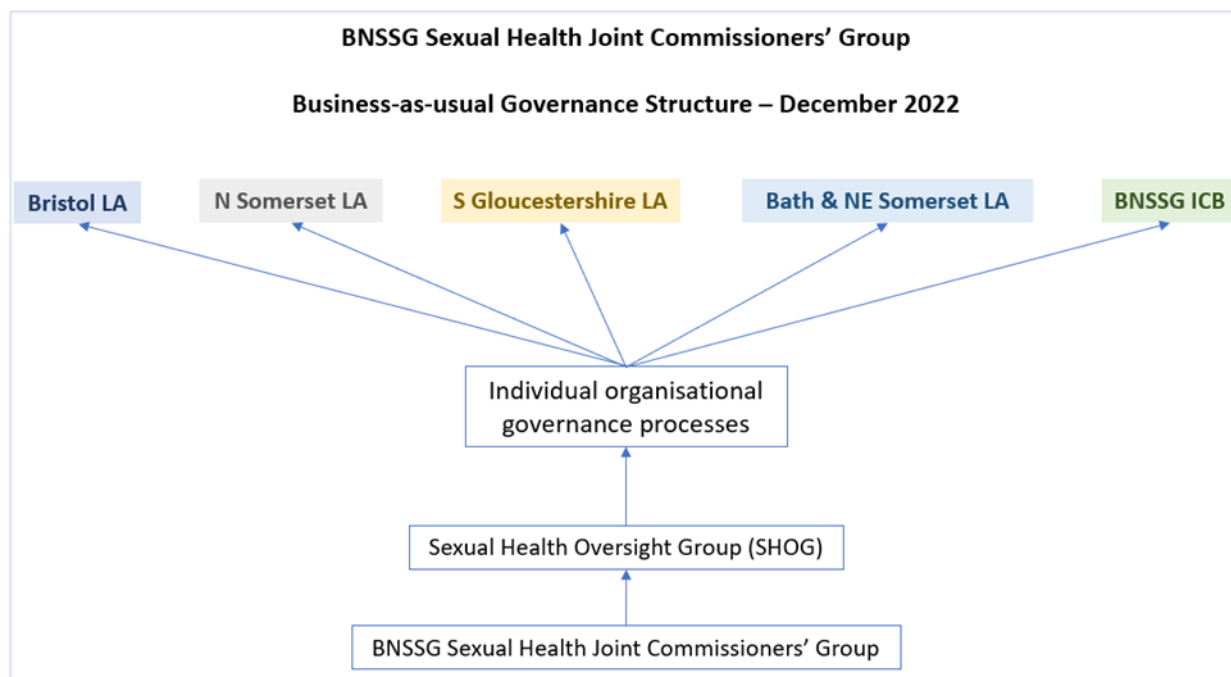 BNSSG Sexual Health Joint Commissioners’ Group
Business-as-usual Governance Structure – December 2022
Bristol LA
N Somerset LA
S Gloucestershire LA
Bath & NE Somerset LA
BNSSG ICB
Individual organisational
governance processes
Sexual Health Oversight Group (SHOG)
BNSSG Sexual Health Joint Commissioners’ Group